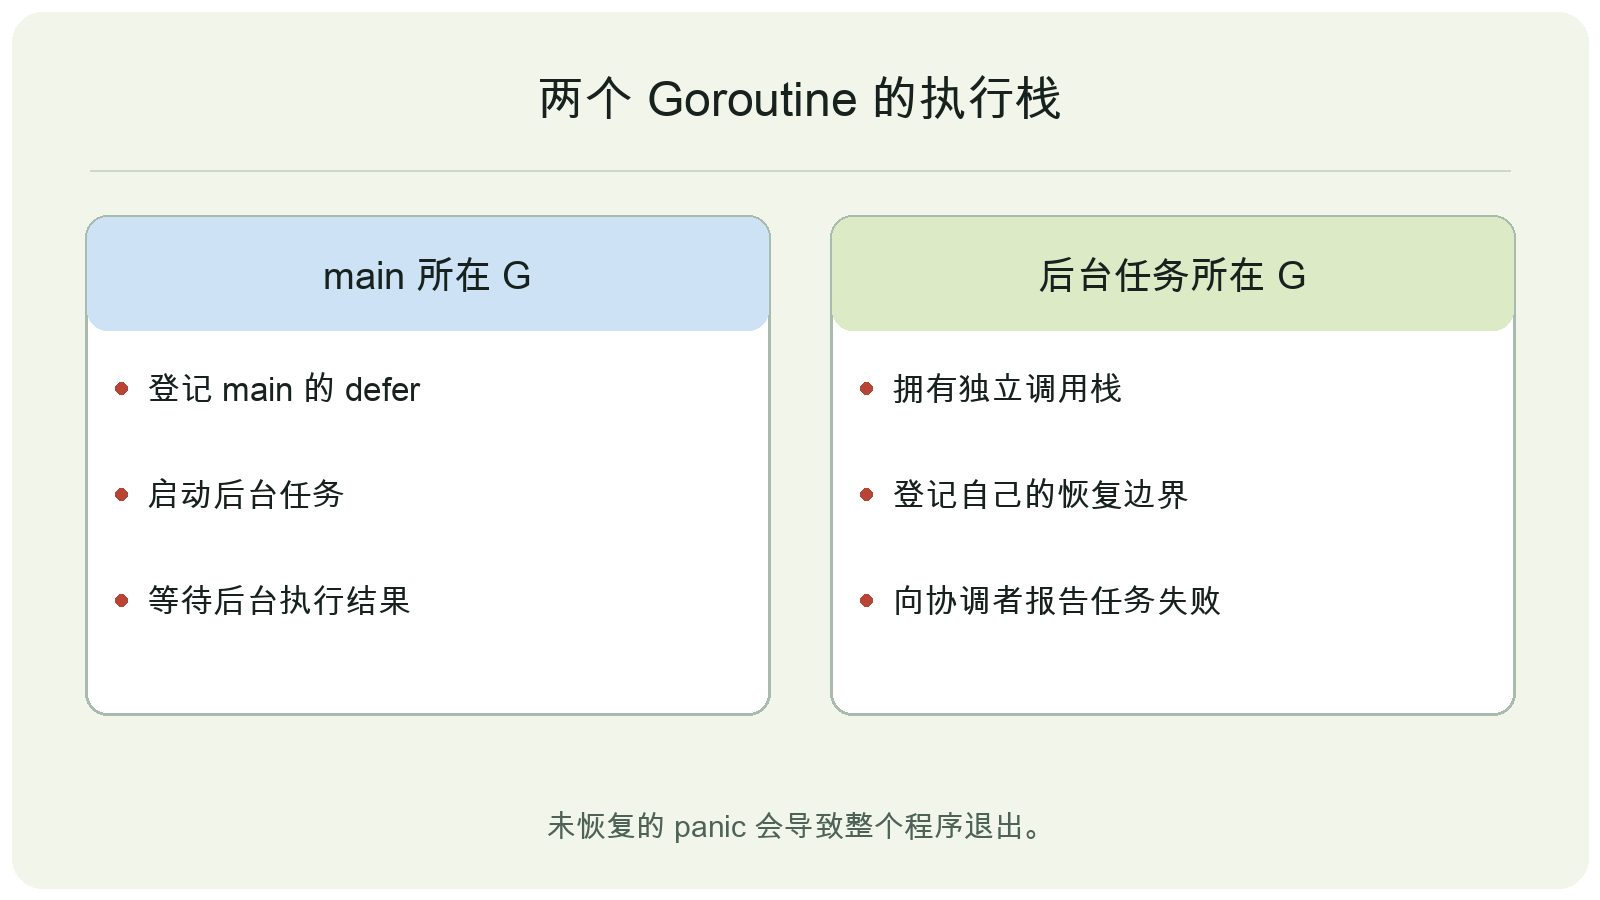 两个 Goroutine 的执行栈
main 所在 G
登记 main 的 defer
启动后台任务
等待后台执行结果
后台任务所在 G
拥有独立调用栈
登记自己的恢复边界
向协调者报告任务失败
未恢复的 panic 会导致整个程序退出。